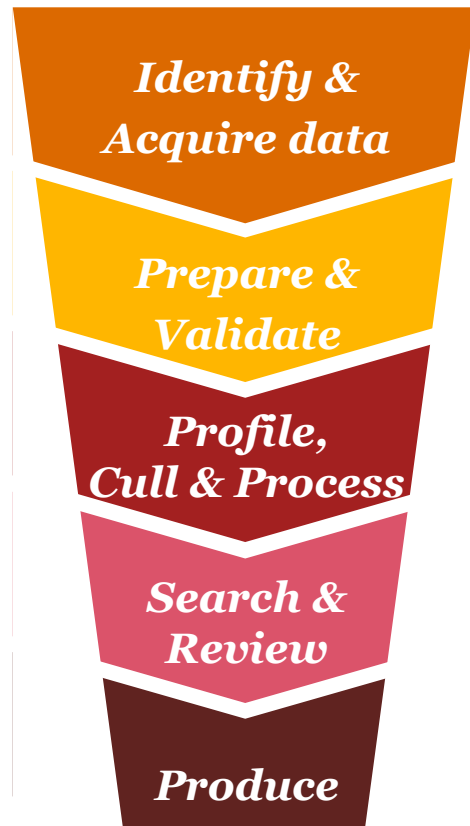 Identify &
Acquire data
Prepare &
Validate
Profile,
Cull & Process
Search &
Review
Produce